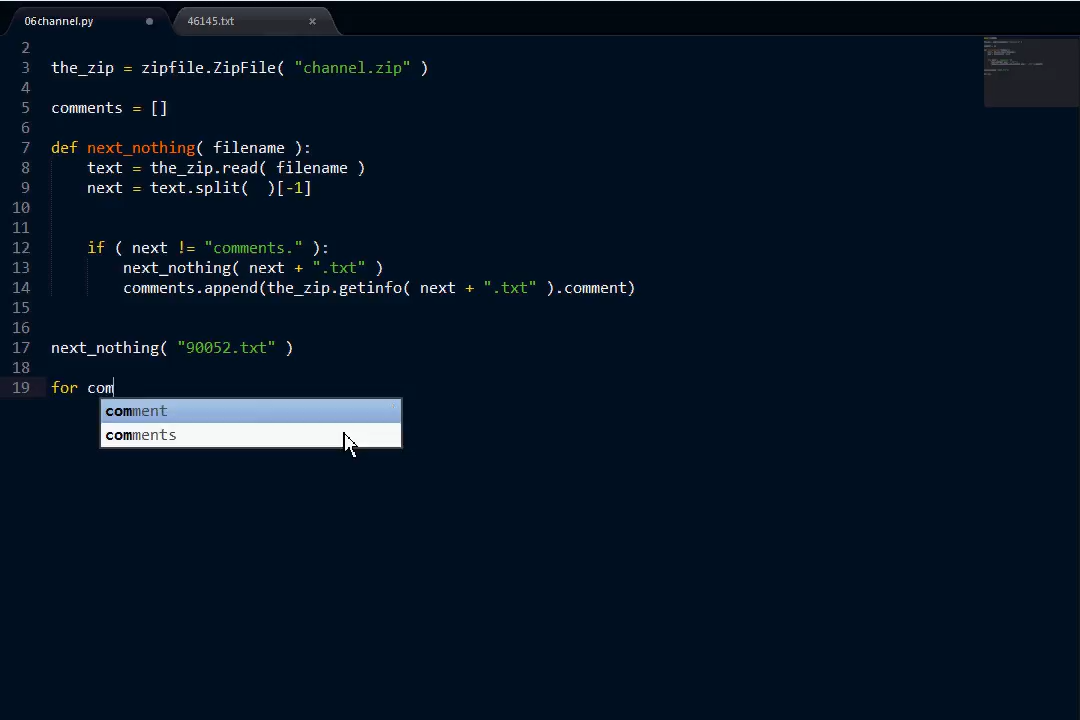 06channel.py
46145.txt
2
3 the_zip = zipfile.ZipFile( "channel.zip" )
4
5 comments = []
6
7 def next_nothing( filename ):
8 text = the_zip.read( filename )
9 next = text.split(  )[-1]
10
11
12 if ( next != "comments." ):
13 next_nothing( next + ".txt" )
14 comments.append(the_zip.getinfo( next + ".txt" ).comment)
15
16
17 next_nothing( "90052.txt" )
18
19 for com
comment
comments